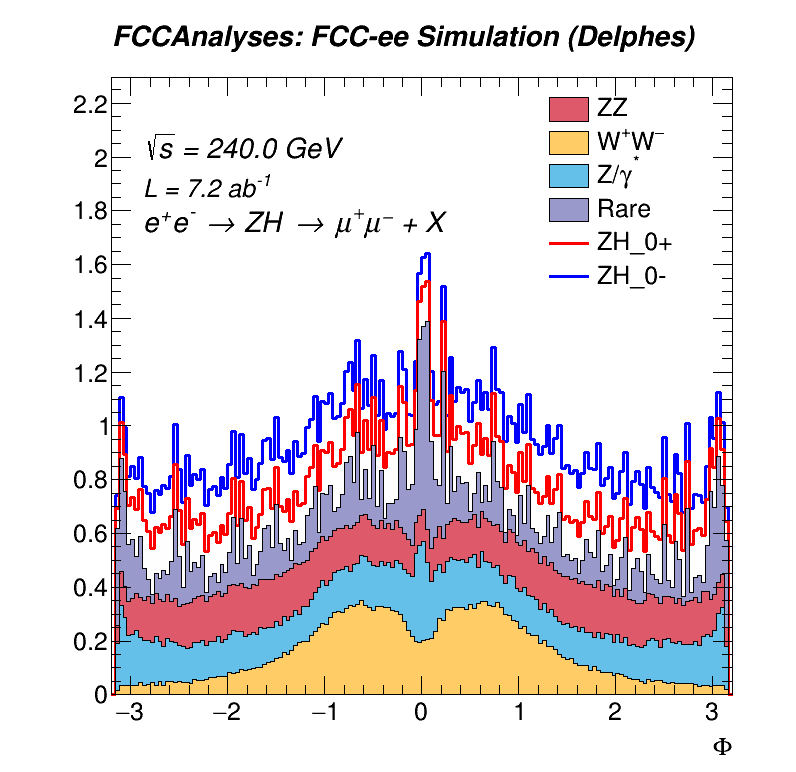 FCCAnalyses: FCC-ee Simulation (Delphes)
√s = 240.0 GeV
L = 7.2 ab⁻¹
e⁺e⁻ → ZH → μ⁺μ⁻ + X
ZZ
W⁺W⁻
Z/γ*
Rare
ZH_0+
ZH_0-
2.2
2
1.8
1.6
1.4
1.2
1
0.8
0.6
0.4
0.2
0
−3 −2 −1 0 1 2 3
Φ